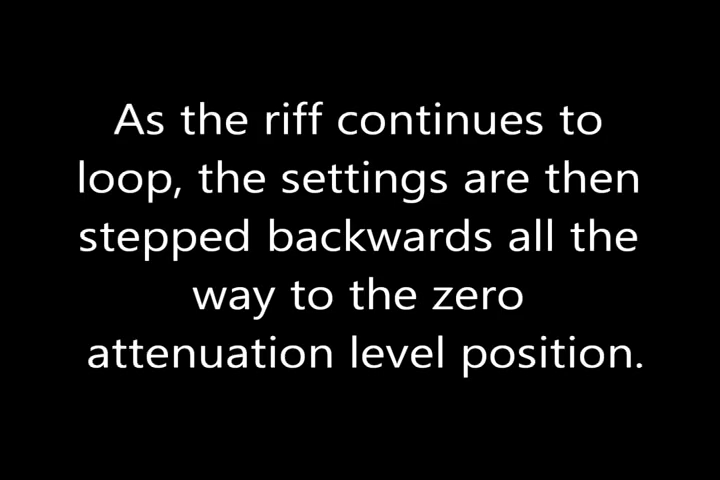 As the riff continues to
loop, the settings are then
stepped backwards all the
way to the zero
attenuation level position.